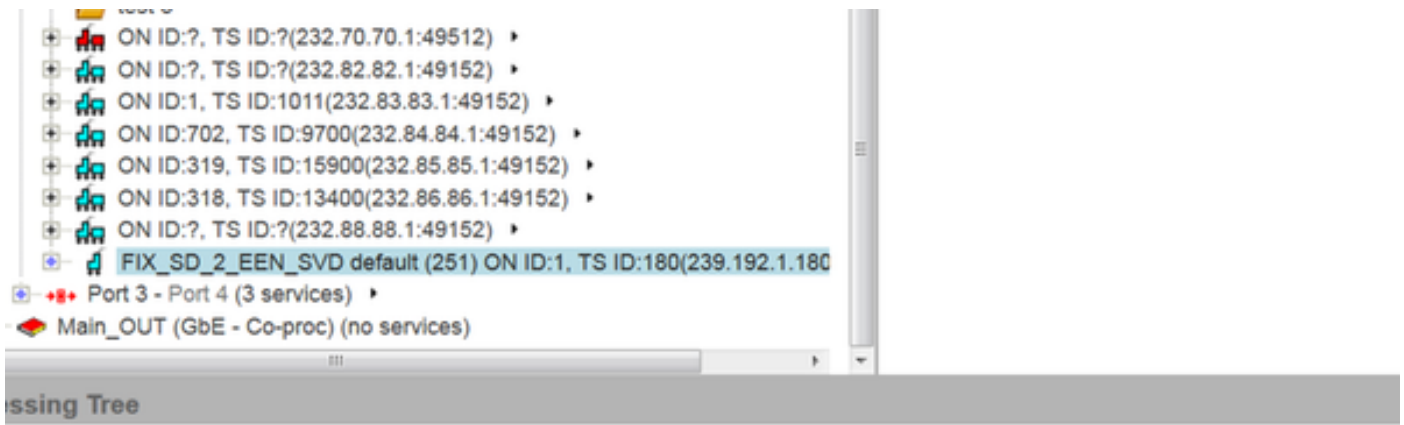 ON ID:?, TS ID:?(232.70.70.1:49512)
ON ID:?, TS ID:?(232.82.82.1:49152)
ON ID:1, TS ID:1011(232.83.83.1:49152)
ON ID:702, TS ID:9700(232.84.84.1:49152)
ON ID:319, TS ID:15900(232.85.85.1:49152)
ON ID:318, TS ID:13400(232.86.86.1:49152)
ON ID:?, TS ID:?(232.88.88.1:49152)
FIX_SD_2_EEN_SVD default (251) ON ID:1, TS ID:180(239.192.1.180
Port 3 - Port 4 (3 services)
Main_OUT (GbE - Co-proc) (no services)
essing Tree